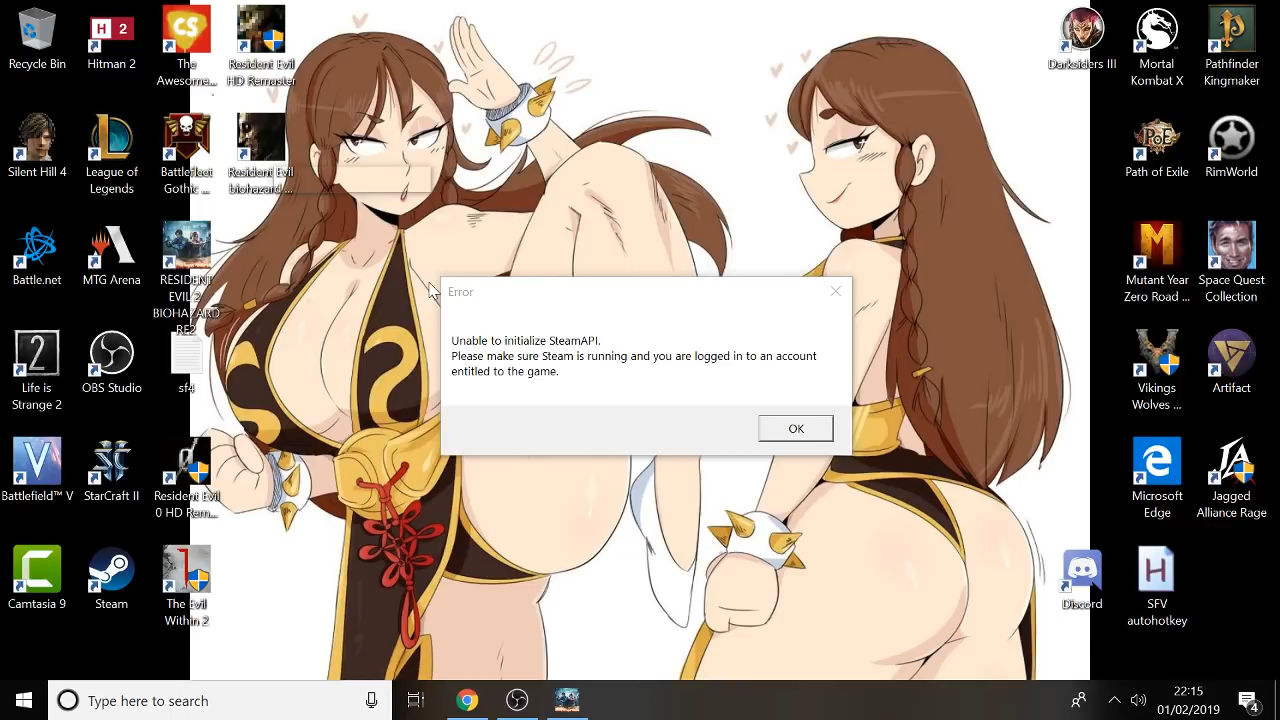 Recycle Bin
Hitman 2
The
Awesome...
Resident Evil
HD Remaster
Silent Hill 4
League of
Legends
Battlefleet
Gothic ...
Resident Evil
biohazard ...
Battle.net
MTG Arena
RESIDENT
EVIL 2
BIOHAZARD
RE2
Life is
Strange 2
OBS Studio
sf4
Battlefield™ V
StarCraft II
Resident Evil
0 HD Rem...
Camtasia 9
Steam
The Evil
Within 2
Error
Unable to initialize SteamAPI.
Please make sure Steam is running and you are logged in to an account
entitled to the game.
OK
Darksiders III
Mortal
Kombat X
Pathfinder
Kingmaker
Path of Exile
RimWorld
Mutant Year
Zero Road ...
Space Quest
Collection
Vikings
Wolves ...
Artifact
Microsoft
Edge
Jagged
Alliance Rage
Discord
SFV
autohotkey
Type here to search
22:15
01/02/2019
4